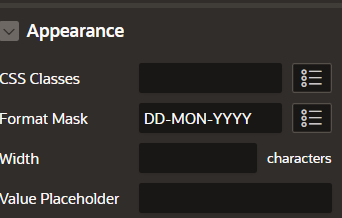 Appearance
CSS Classes
Format Mask DD-MON-YYYY
Width characters
Value Placeholder